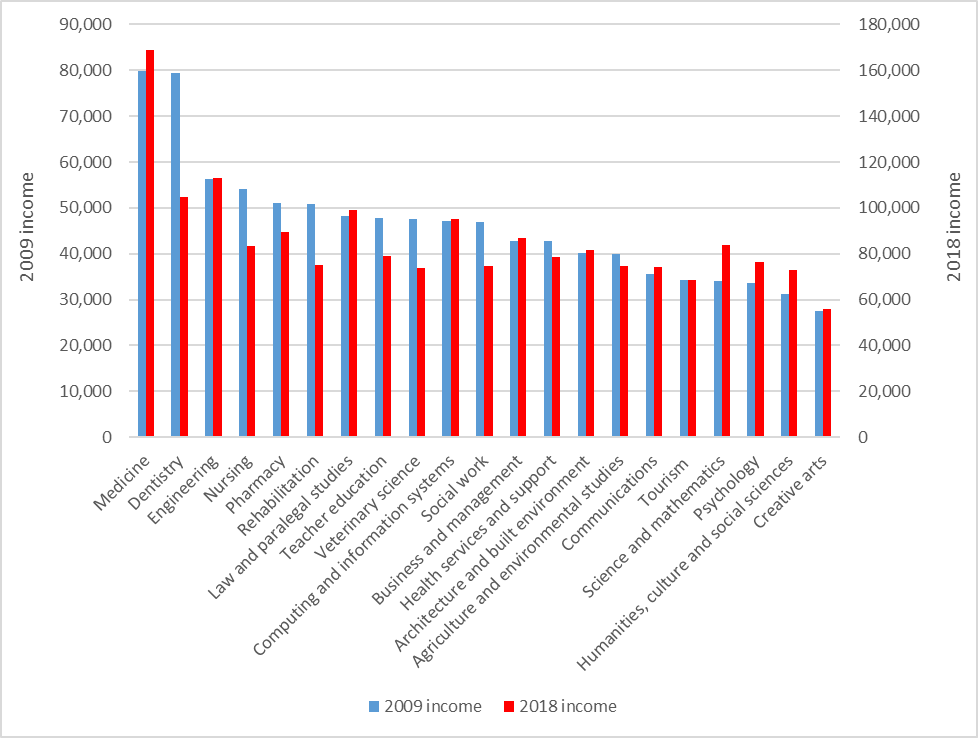 90,000
80,000
70,000
60,000
50,000
40,000
30,000
20,000
10,000
0
2009 income
180,000
160,000
140,000
120,000
100,000
80,000
60,000
40,000
20,000
0
2018 income
Medicine
Dentistry
Engineering
Nursing
Pharmacy
Rehabilitation
Law and paralegal studies
Teacher education
Veterinary science
Computing and information systems
Social work
Business and management
Health services and support
Architecture and built environment
Agriculture and environmental studies
Communications
Tourism
Science and mathematics
Psychology
Humanities, culture and social sciences
Creative arts
2009 income
2018 income